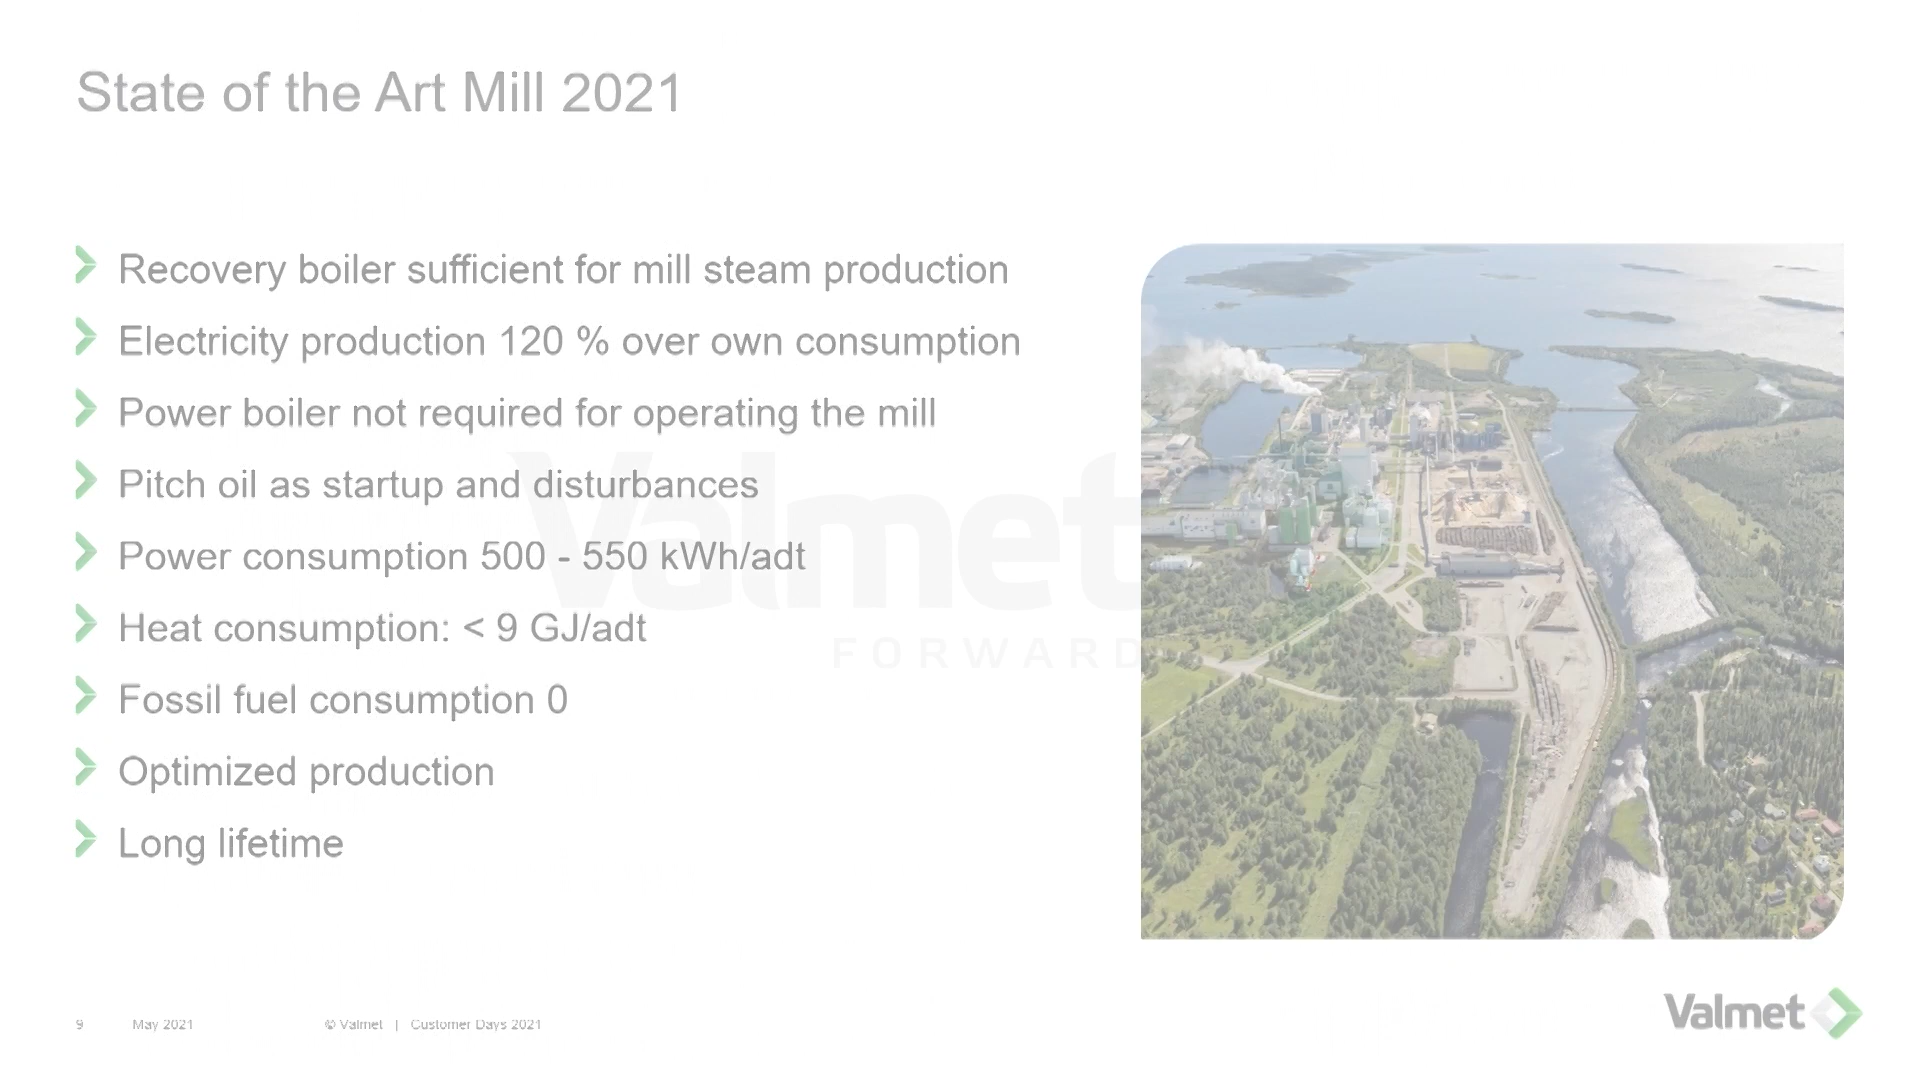 State of the Art Mill 2021
Recovery boiler sufficient for mill steam production
Electricity production 120 % over own consumption
Power boiler not required for operating the mill
Pitch oil as startup and disturbances
Power consumption 500 - 550 kWh/adt
Heat consumption: < 9 GJ/adt
Fossil fuel consumption 0
Optimized production
Long lifetime
Valmet
FORWARD
9 May 2021 © Valmet | Customer Days 2021
Valmet